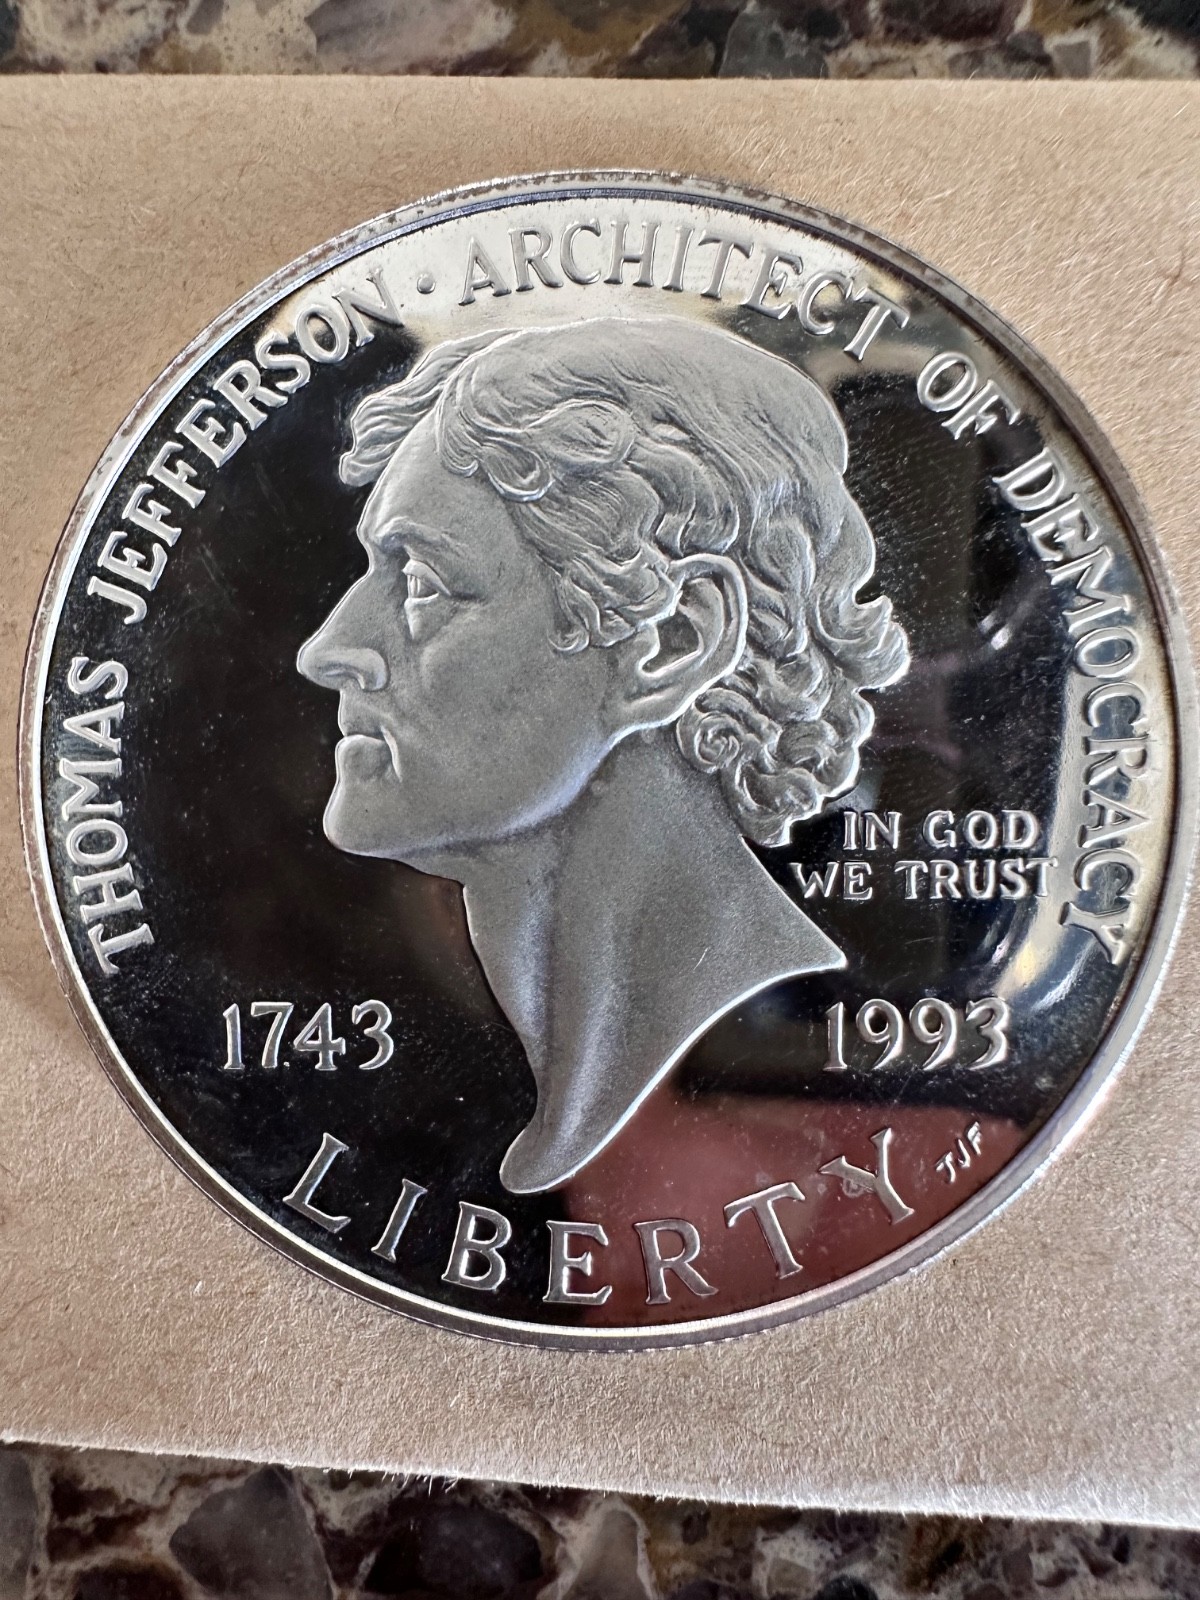 THOMAS JEFFERSON · ARCHITECT OF DEMOCRACY
IN GOD
WE TRUST
1743 1993
LIBERTY
TJF